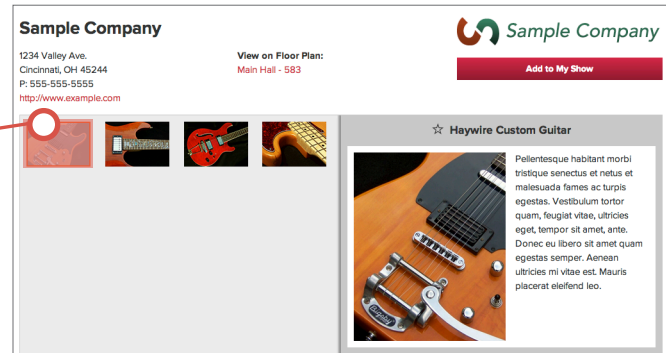 Sample Company
1234 Valley Ave.
Cincinnati, OH 45244
P: 555-555-5555
http://www.example.com
View on Floor Plan:
Main Hall - 583
Sample Company
Add to My Show
☆ Haywire Custom Guitar
Pellentesque habitant morbi
tristique senectus et netus et
malesuada fames ac turpis
egestas. Vestibulum tortor
quam, feugiat vitae, ultricies
eget, tempor sit amet, ante.
Donec eu libero sit amet quam
egestas semper. Aenean
ultricies mi vitae est. Mauris
placerat eleifend leo.
Bigsby